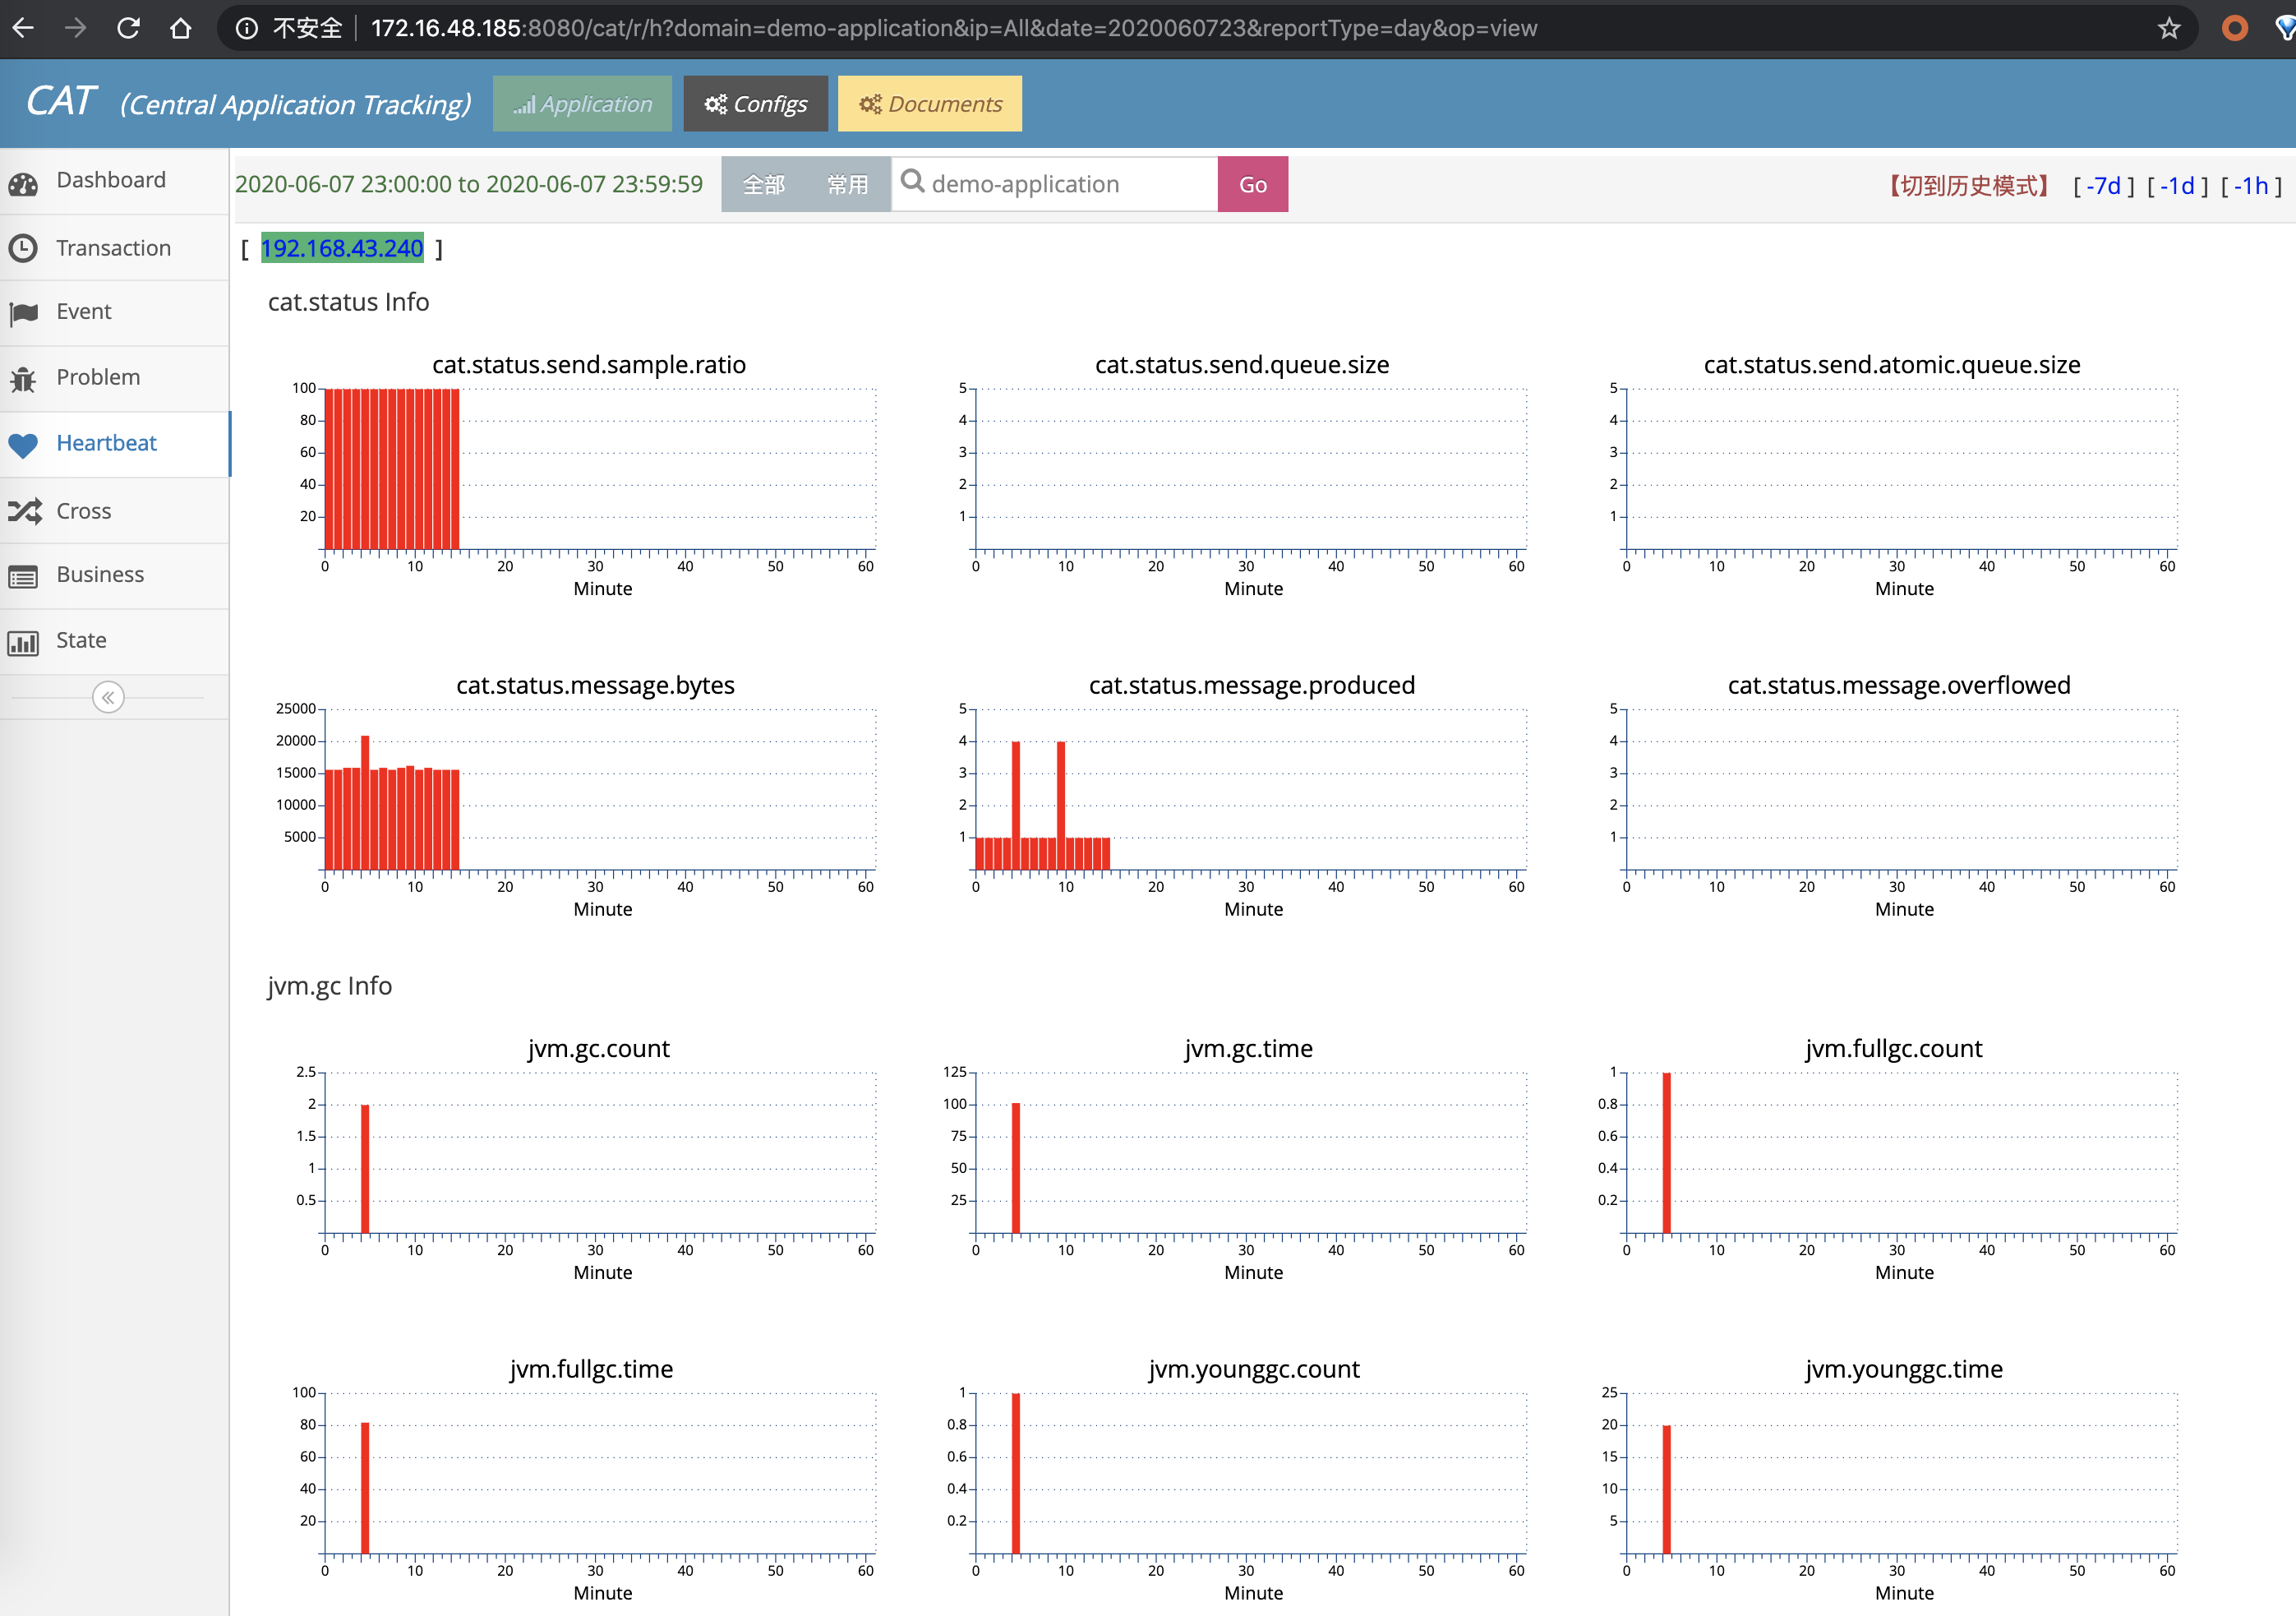 不安全 172.16.48.185:8080/cat/r/h?domain=demo-application&ip=All&date=2020060723&reportType=day&op=view
CAT (Central Application Tracking) Application Configs Documents
Dashboard
Transaction
Event
Problem
Heartbeat
Cross
Business
State
2020-06-07 23:00:00 to 2020-06-07 23:59:59 全部 常用 demo-application Go 【切到历史模式】 [ -7d ] [ -1d ] [ -1h ]
[ 192.168.43.240 ]
cat.status Info
cat.status.send.sample.ratio
100
80
60
40
20
0 10 20 30 40 50 60
Minute
cat.status.send.queue.size
5
4
3
2
1
0 10 20 30 40 50 60
Minute
cat.status.send.atomic.queue.size
5
4
3
2
1
0 10 20 30 40 50 60
Minute
cat.status.message.bytes
25000
20000
15000
10000
5000
0 10 20 30 40 50 60
Minute
cat.status.message.produced
5
4
3
2
1
0 10 20 30 40 50 60
Minute
cat.status.message.overflowed
5
4
3
2
1
0 10 20 30 40 50 60
Minute
jvm.gc Info
jvm.gc.count
2.5
2
1.5
1
0.5
0 10 20 30 40 50 60
Minute
jvm.gc.time
125
100
75
50
25
0 10 20 30 40 50 60
Minute
jvm.fullgc.count
1
0.8
0.6
0.4
0.2
0 10 20 30 40 50 60
Minute
jvm.fullgc.time
100
80
60
40
20
0 10 20 30 40 50 60
Minute
jvm.younggc.count
1
0.8
0.6
0.4
0.2
0 10 20 30 40 50 60
Minute
jvm.younggc.time
25
20
15
10
5
0 10 20 30 40 50 60
Minute